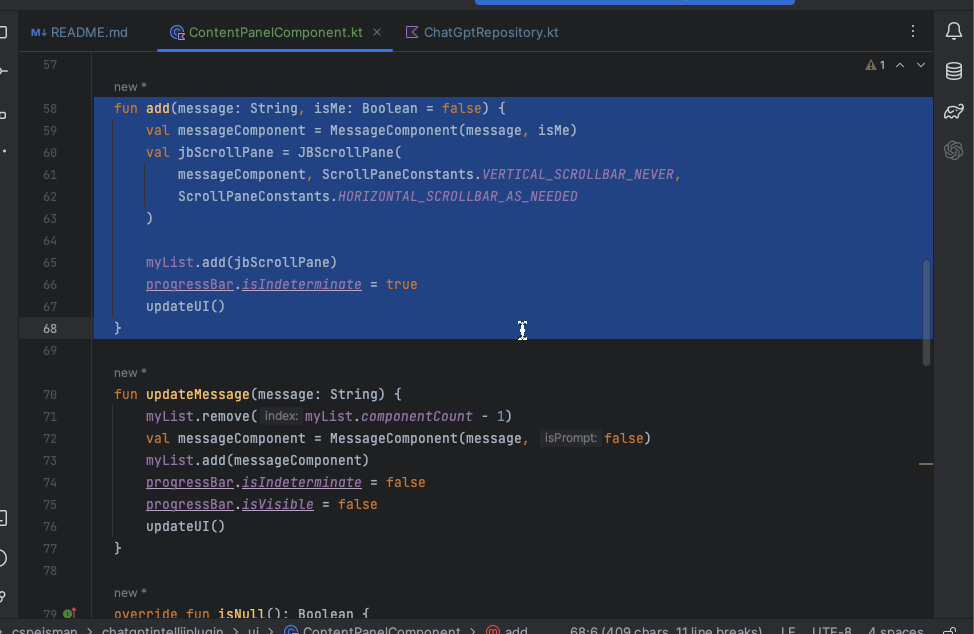 M↓ README.md ContentPanelComponent.kt × ChatGptRepository.kt
57 1
new *
58 fun add(message: String, isMe: Boolean = false) {
59 val messageComponent = MessageComponent(message, isMe)
60 val jbScrollPane = JBScrollPane(
61 messageComponent, ScrollPaneConstants.VERTICAL_SCROLLBAR_NEVER,
62 ScrollPaneConstants.HORIZONTAL_SCROLLBAR_AS_NEEDED
63 )
64
65 myList.add(jbScrollPane)
66 progressBar.isIndeterminate = true
67 updateUI()
68 }
69
new *
70 fun updateMessage(message: String) {
71 myList.remove( index: myList.componentCount - 1)
72 val messageComponent = MessageComponent(message, isPrompt: false)
73 myList.add(messageComponent)
74 progressBar.isIndeterminate = false
75 progressBar.isVisible = false
76 updateUI()
77 }
78
new *
79 override fun isNull(): Boolean {
cspeisman > chatgptintellijplugin > ui > ContentPanelComponent > m add 68:6 (409 chars, 11 line breaks) LF UTF-8 4 spaces